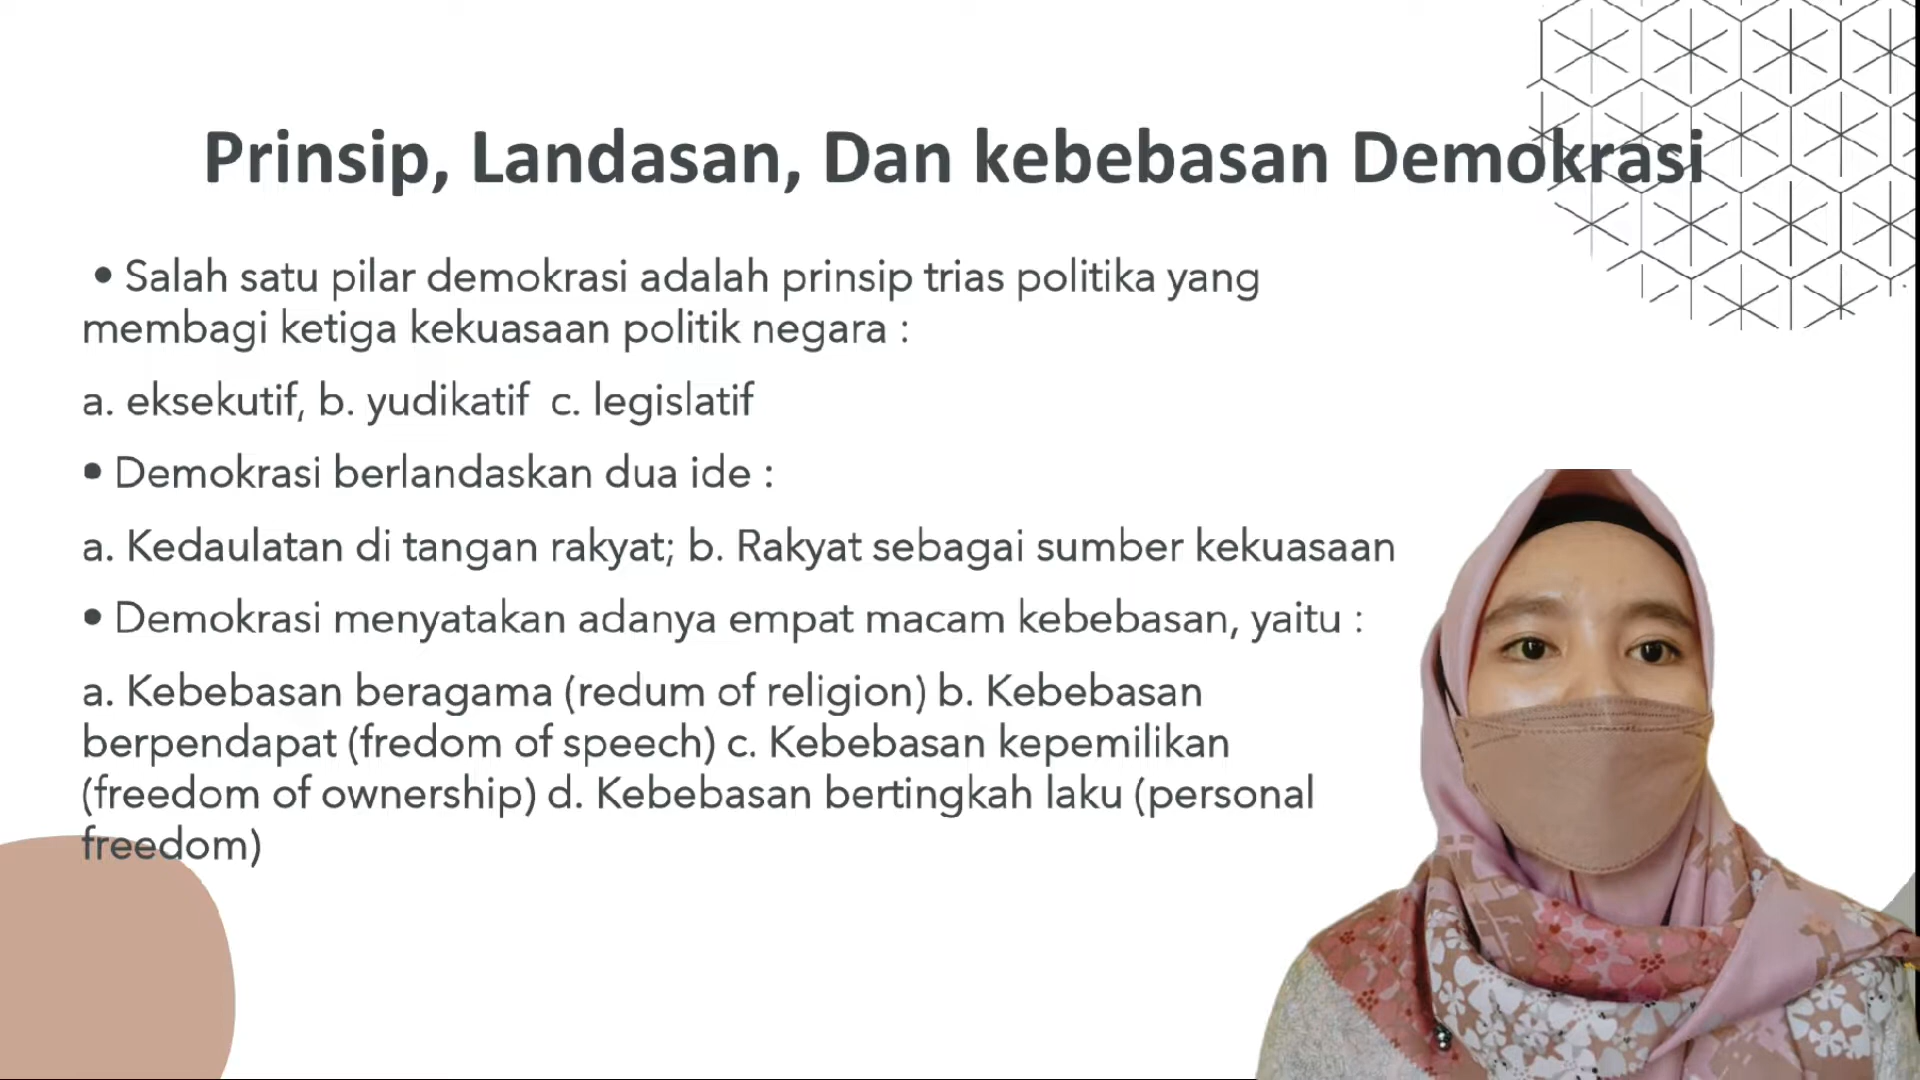 Prinsip, Landasan, Dan kebebasan Demokrasi
• Salah satu pilar demokrasi adalah prinsip trias politika yang
membagi ketiga kekuasaan politik negara :
a. eksekutif, b. yudikatif  c. legislatif
• Demokrasi berlandaskan dua ide :
a. Kedaulatan di tangan rakyat; b. Rakyat sebagai sumber kekuasaan
• Demokrasi menyatakan adanya empat macam kebebasan, yaitu :
a. Kebebasan beragama (redum of religion) b. Kebebasan
berpendapat (fredom of speech) c. Kebebasan kepemilikan
(freedom of ownership) d. Kebebasan bertingkah laku (personal
freedom)